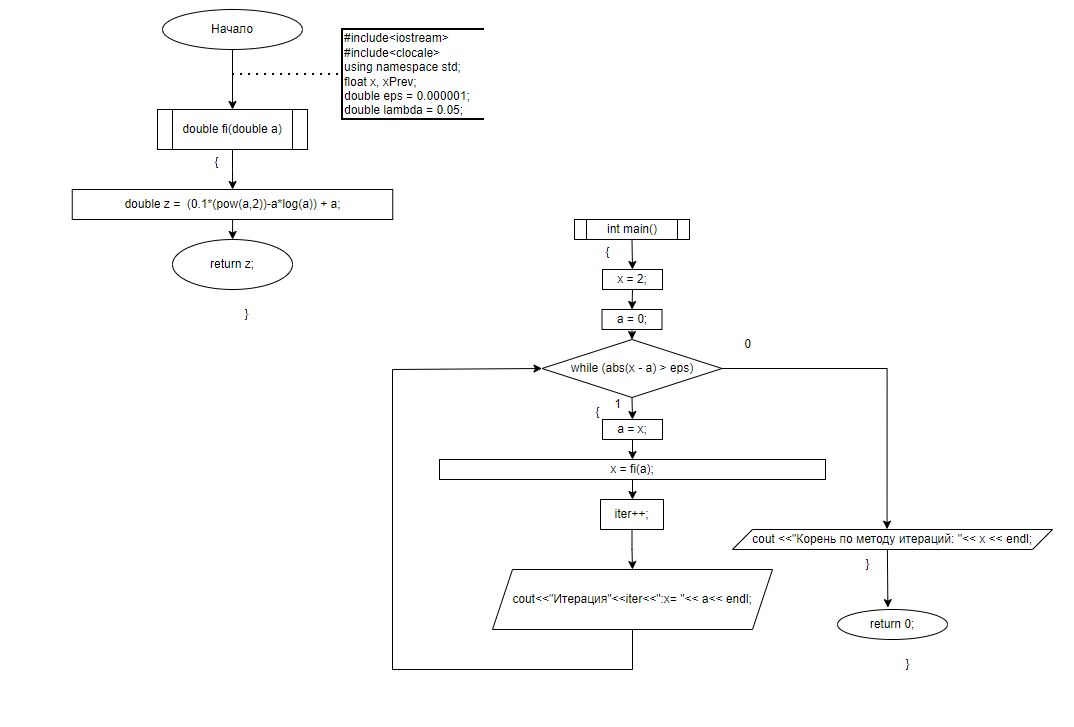 Начало
#include<iostream>
#include<clocale>
using namespace std;
float x, xPrev;
double eps = 0.000001;
double lambda = 0.05;
double fi(double a)
{
double z =  (0.1*(pow(a,2))-a*log(a)) + a;
return z;
}
int main()
{
x = 2;
a = 0;
while (abs(x - a) > eps)
0
1
{
a = x;
x = fi(a);
iter++;
cout<<"Итерация"<<iter<<":x= "<< a<< endl;
cout <<"Корень по методу итераций: "<< x << endl;
}
return 0;
}